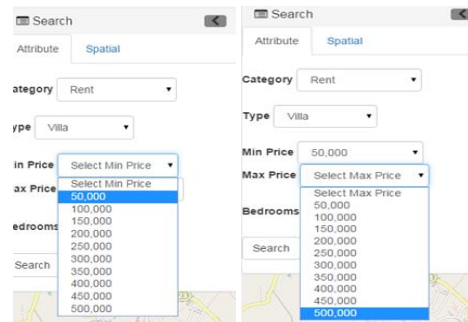 Search
Attribute Spatial
ategory Rent
ype Villa
in Price Select Min Price
ax Price
Select Min Price
50,000
100,000
150,000
200,000
250,000
300,000
350,000
400,000
450,000
500,000
edrooms
Search
Search
Attribute Spatial
Category Rent
Type Villa
Min Price 50,000
Max Price Select Max Price
Select Max Price
50,000
100,000
150,000
200,000
250,000
300,000
350,000
400,000
450,000
500,000
Bedrooms
Search